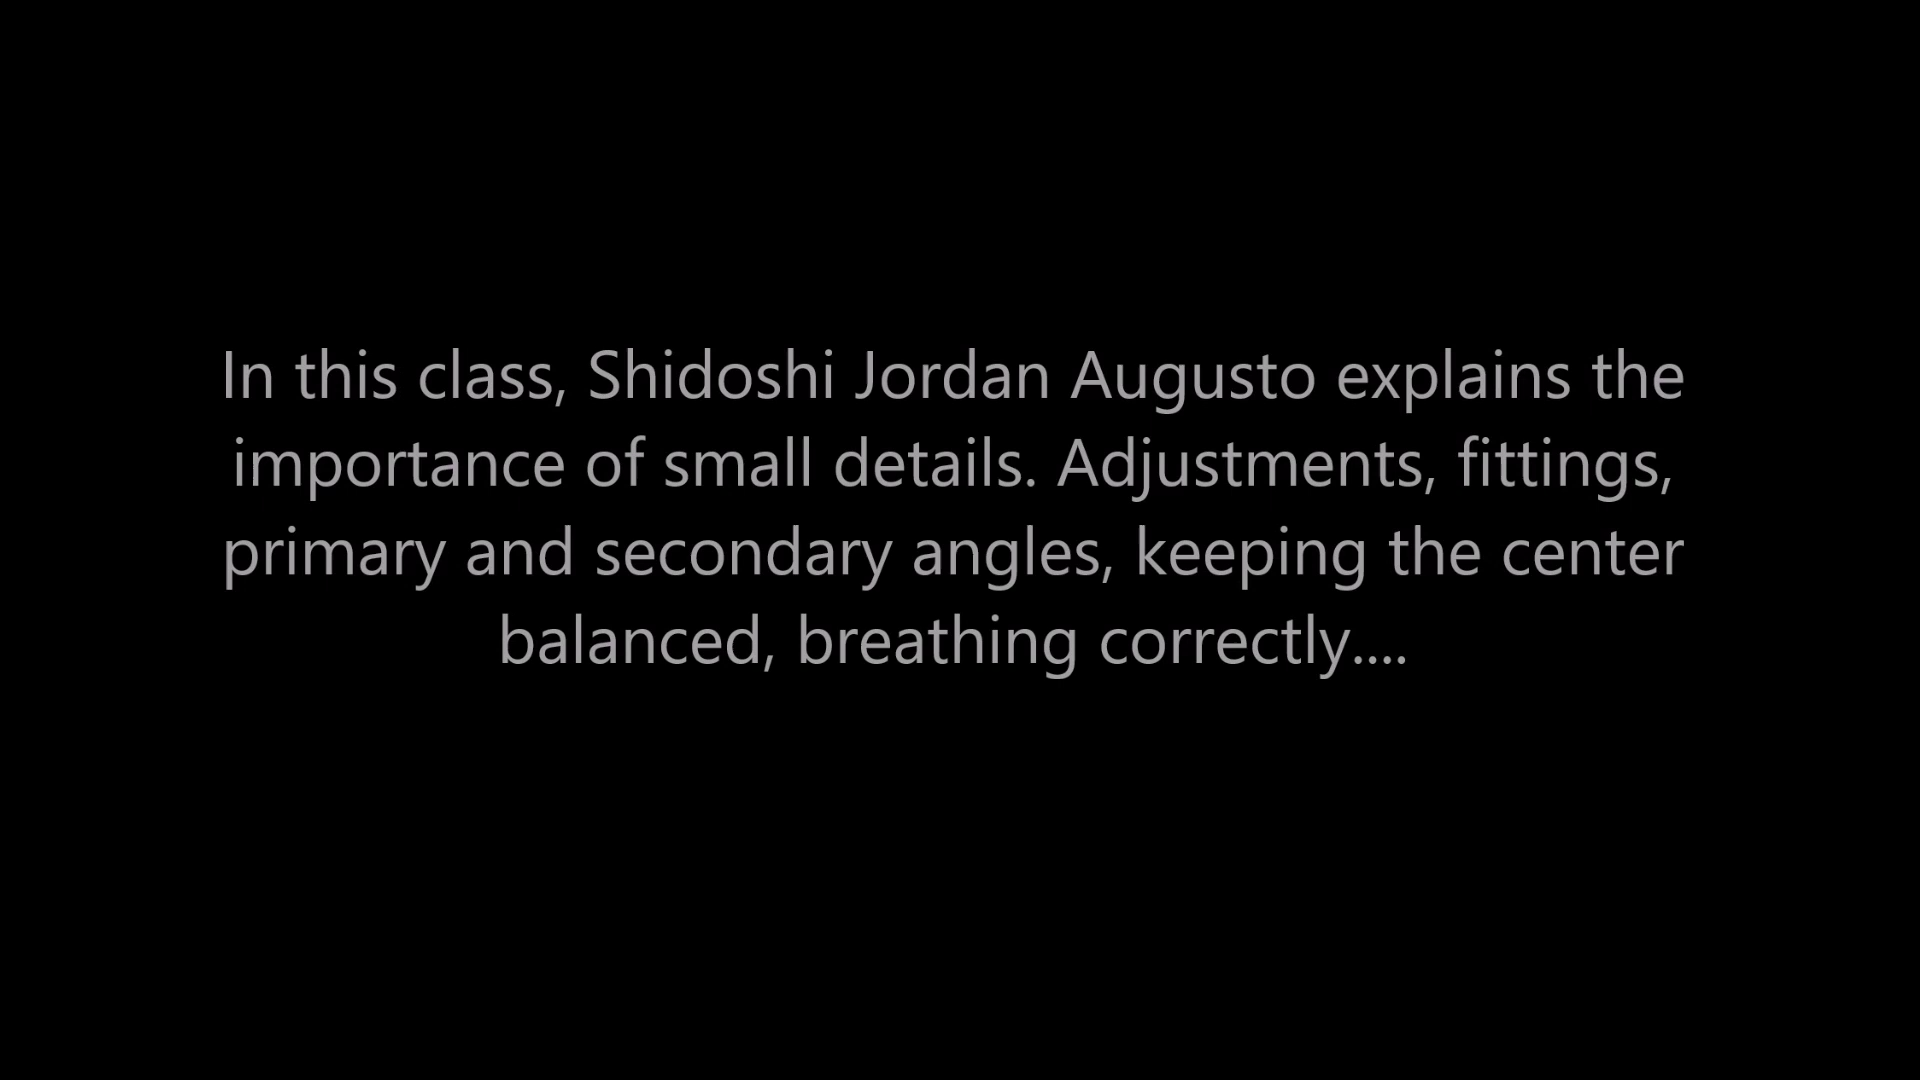 In this class, Shidoshi Jordan Augusto explains the
importance of small details. Adjustments, fittings,
primary and secondary angles, keeping the center
balanced, breathing correctly....